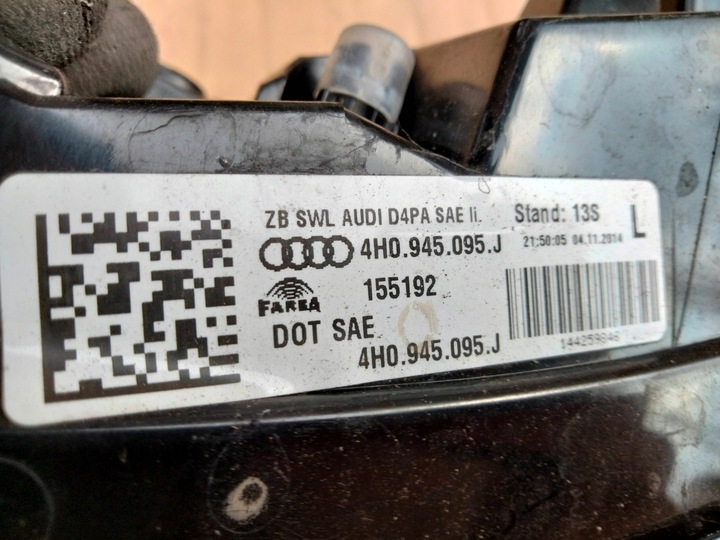 ZB SWL AUDI D4PA SAE li. Stand: 13S L
4H0.945.095.J 21:50:05 04.11.2014
FAREA 155192
DOT SAE
4H0.945.095.J 144259846